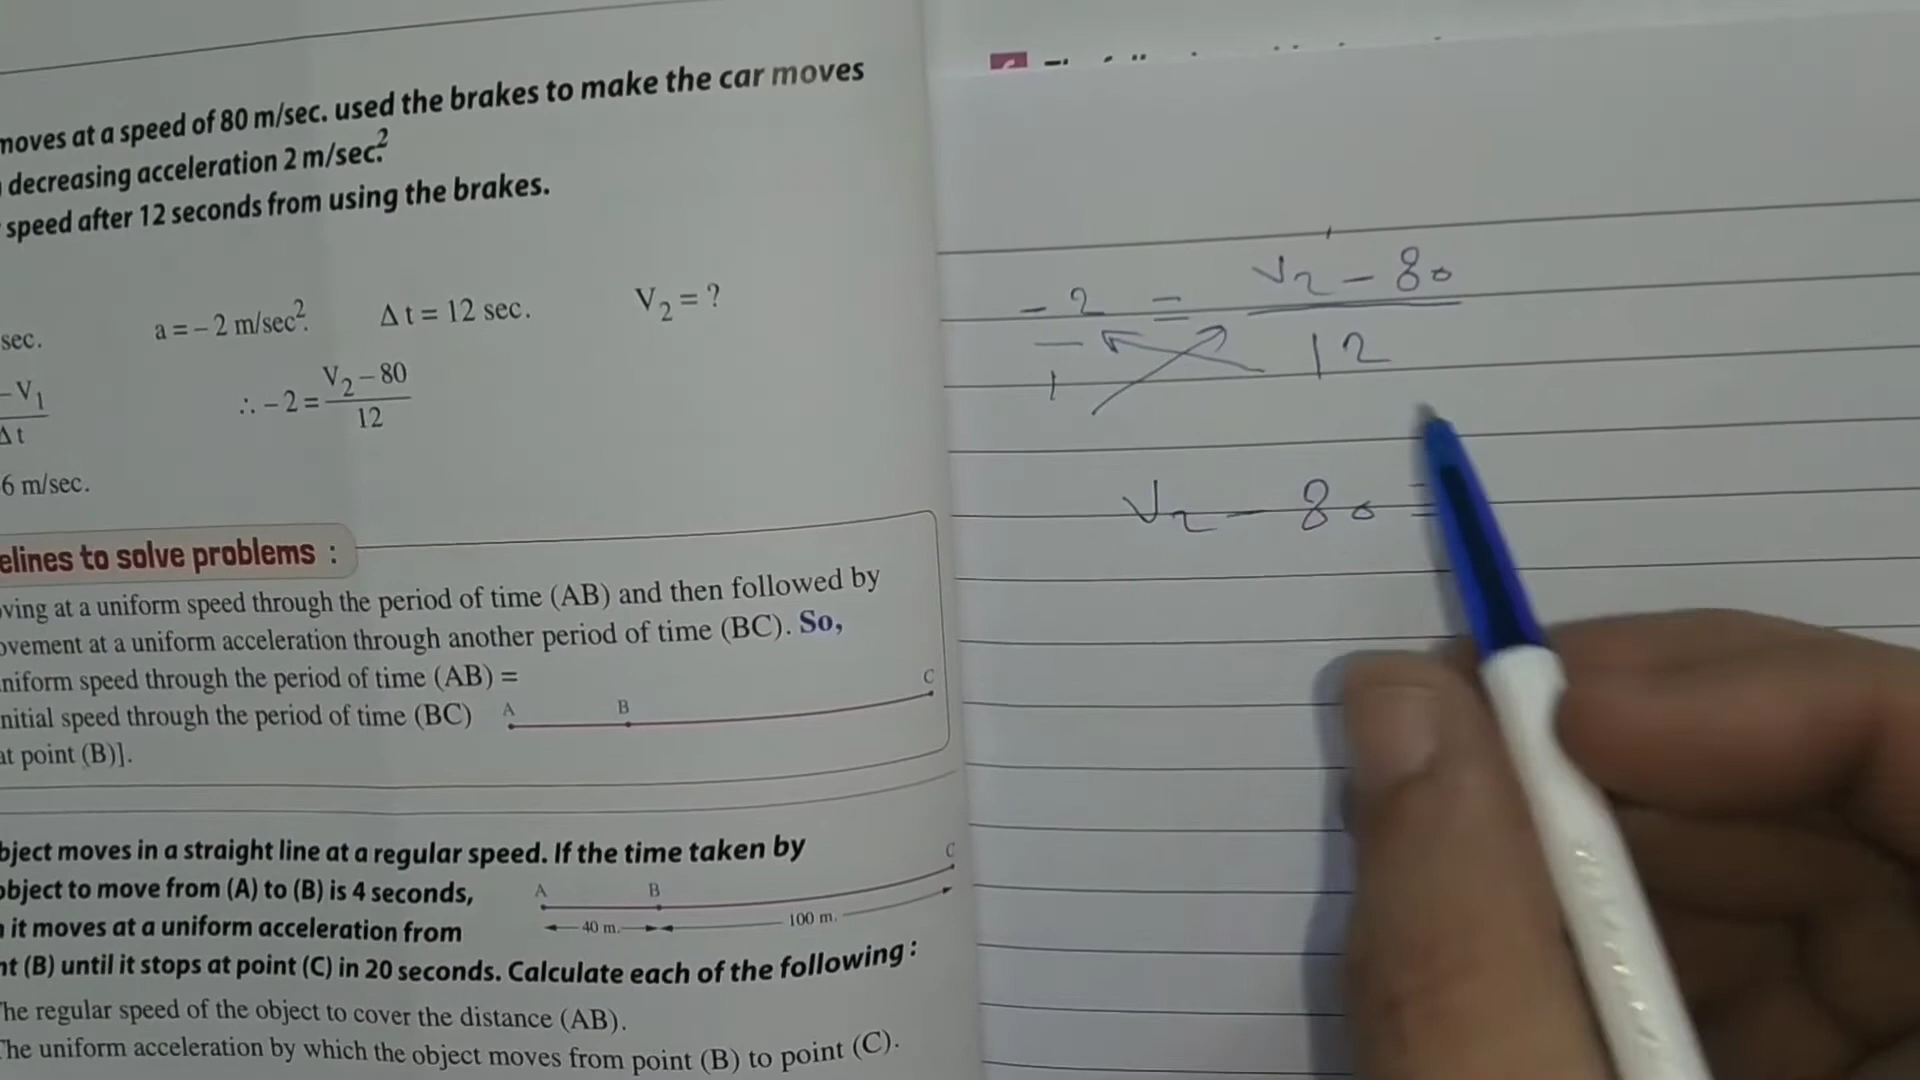 moves at a speed of 80 m/sec. used the brakes to make the car moves
decreasing acceleration 2 m/sec.²
speed after 12 seconds from using the brakes.
sec.
a = – 2 m/sec².
Δ t = 12 sec.
V₂ = ?
– V₁
Δ t
∴ – 2 = V₂ – 80
12
6 m/sec.
elines to solve problems :
ving at a uniform speed through the period of time (AB) and then followed by
ovement at a uniform acceleration through another period of time (BC). So,
niform speed through the period of time (AB) =
nitial speed through the period of time (BC)
at point (B)].
A B C
bject moves in a straight line at a regular speed. If the time taken by
object to move from (A) to (B) is 4 seconds,
it moves at a uniform acceleration from
nt (B) until it stops at point (C) in 20 seconds. Calculate each of the following :
A B C
40 m. 100 m.
The regular speed of the object to cover the distance (AB).
The uniform acceleration by which the object moves from point (B) to point (C).
– 2 = V₂ – 80
1 12
V₂ – 80 =